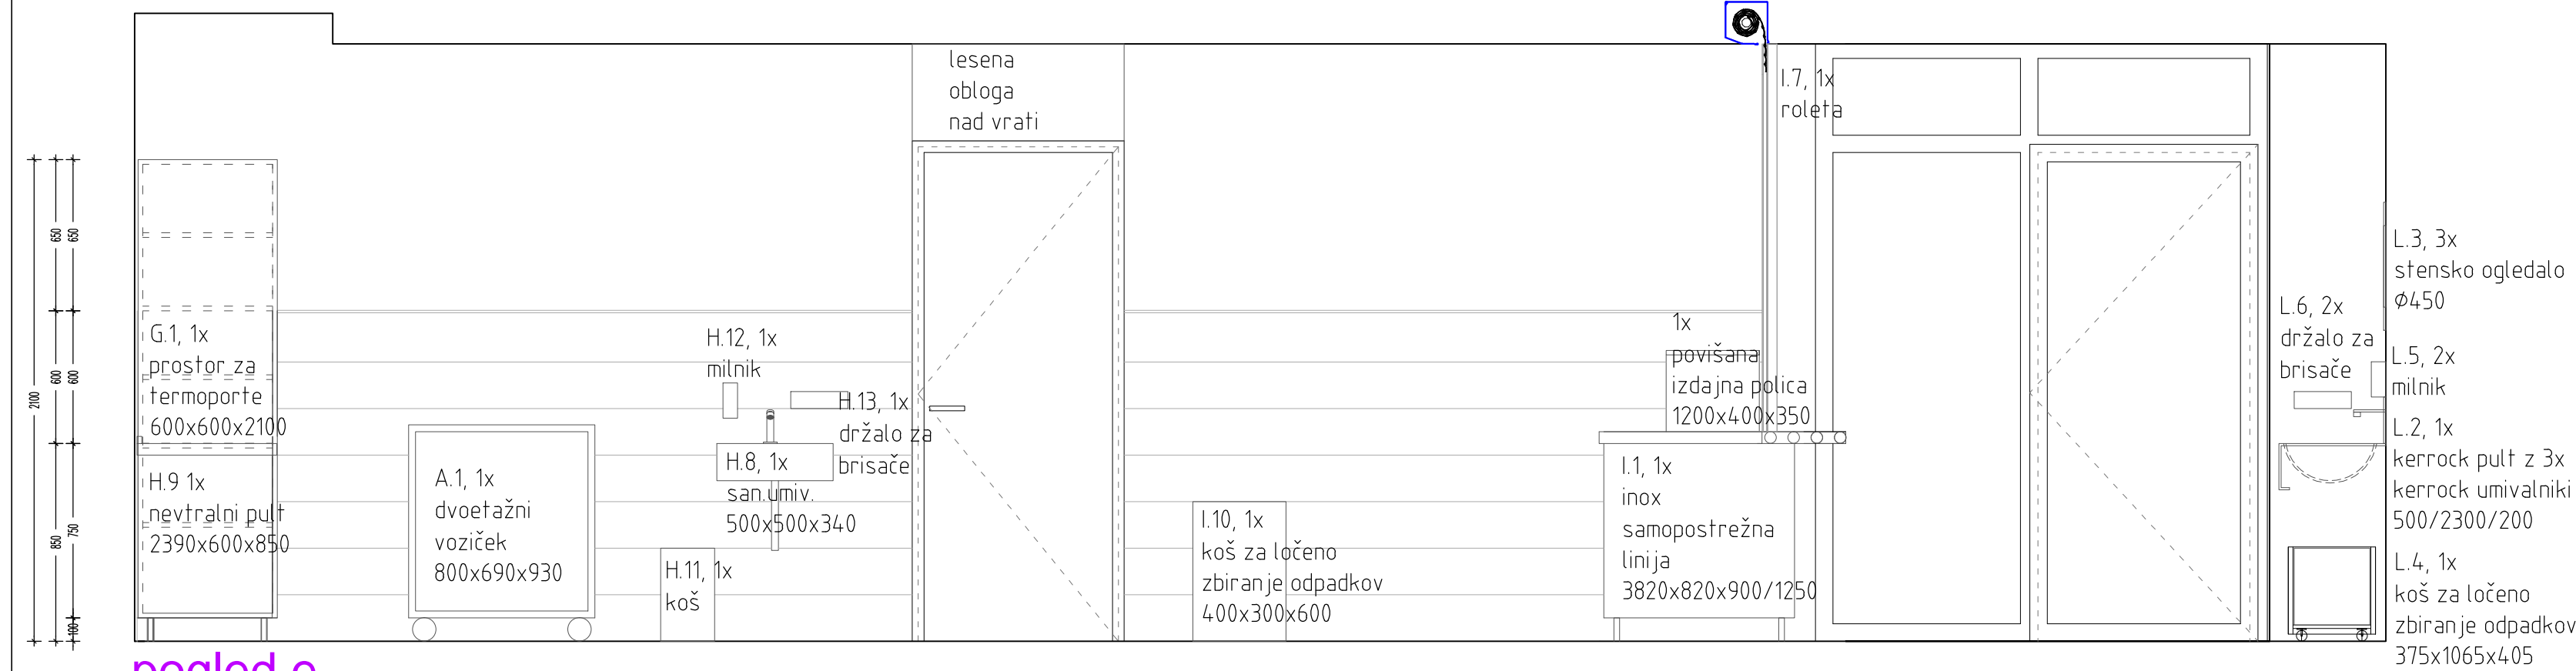 lesena
obloga
nad vrati
I.7, 1x
roleta
650
650
600
600
2100
850
750
100
G.1, 1x
prostor za
termoporte
600x600x2100
H.9 1x
nevtralni pult
2390x600x850
A.1, 1x
dvoetažni
voziček
800x690x930
H.12, 1x
milnik
H.13, 1x
držalo za
brisače
H.8, 1x
san.umiv.
500x500x340
H.11, 1x
koš
I.10, 1x
koš za ločeno
zbiranje odpadkov
400x300x600
1x
povišana
izdajna polica
1200x400x350
I.1, 1x
inox
samopostrežna
linija
3820x820x900/1250
L.6, 2x
držalo za
brisače
L.3, 3x
stensko ogledalo
Ø450
L.5, 2x
milnik
L.2, 1x
kerrock pult z 3x
kerrock umivalniki
500/2300/200
L.4, 1x
koš za ločeno
zbiranje odpadkov
375x1065x405
pogled e